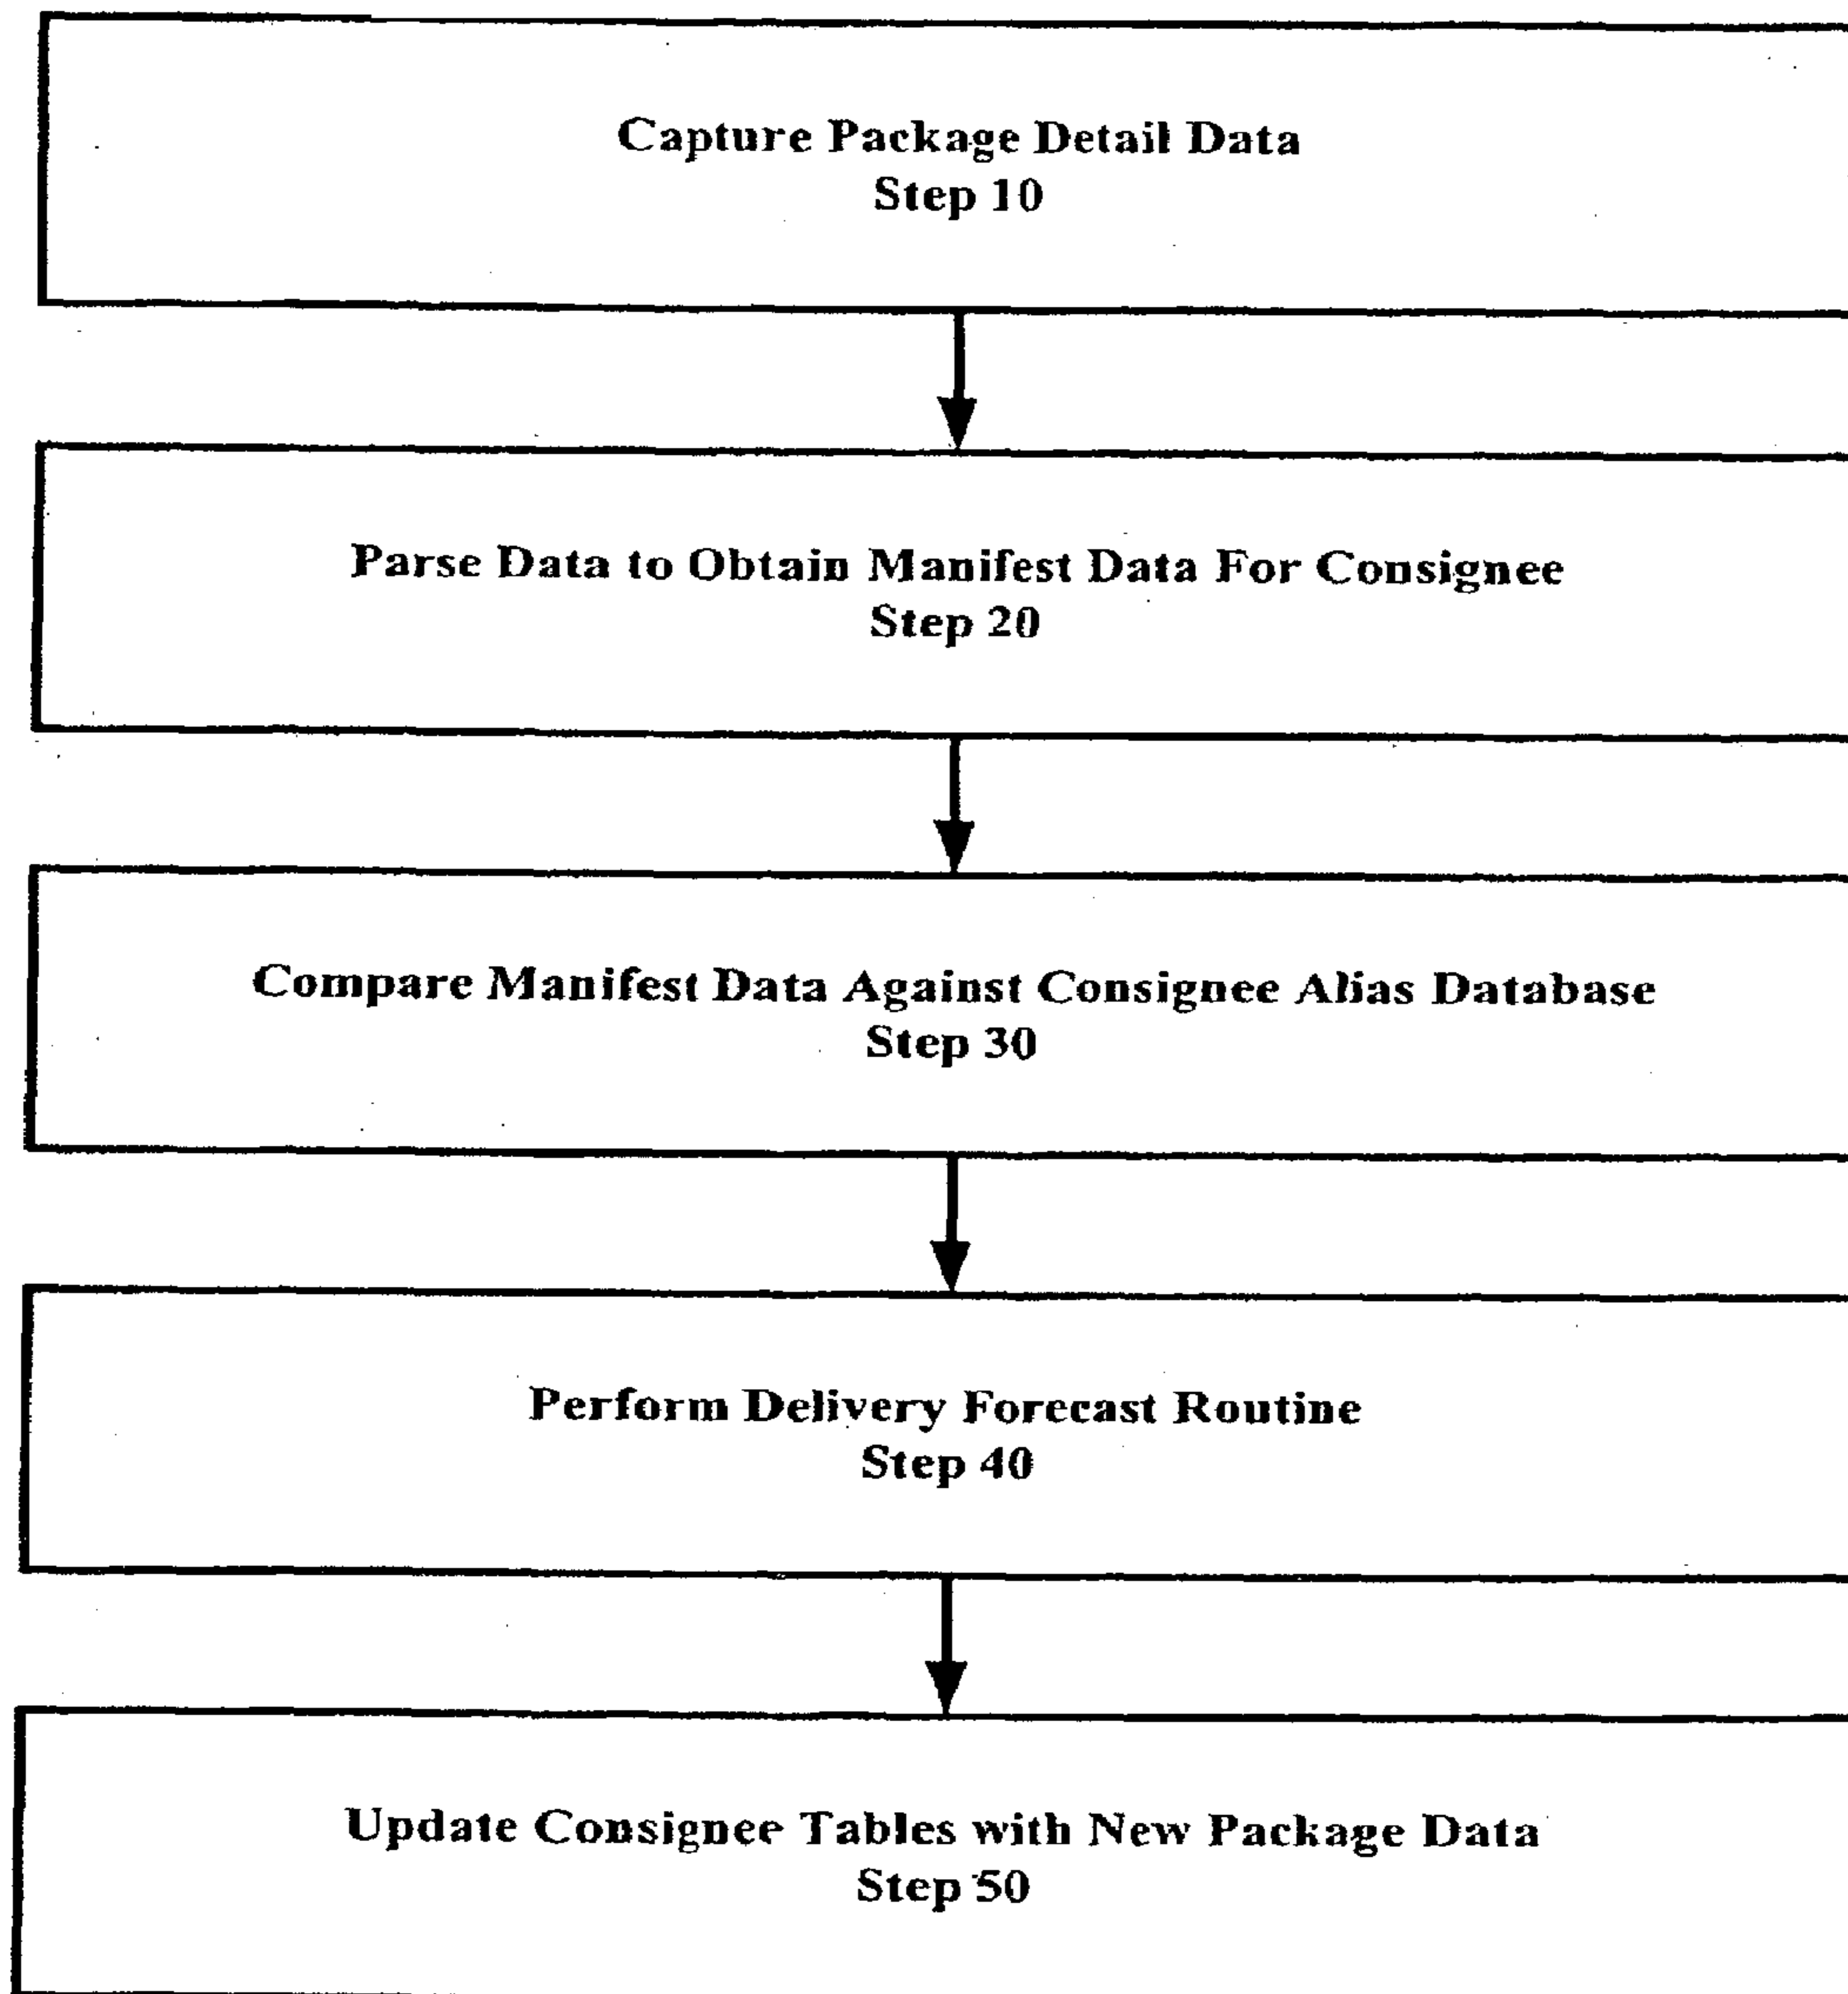 Capture Package Detail Data
Step 10
Parse Data to Obtain Manifest Data For Consignee
Step 20
Compare Manifest Data Against Consignee Alias Database
Step 30
Perform Delivery Forecast Routine
Step 40
Update Consignee Tables with New Package Data
Step 50